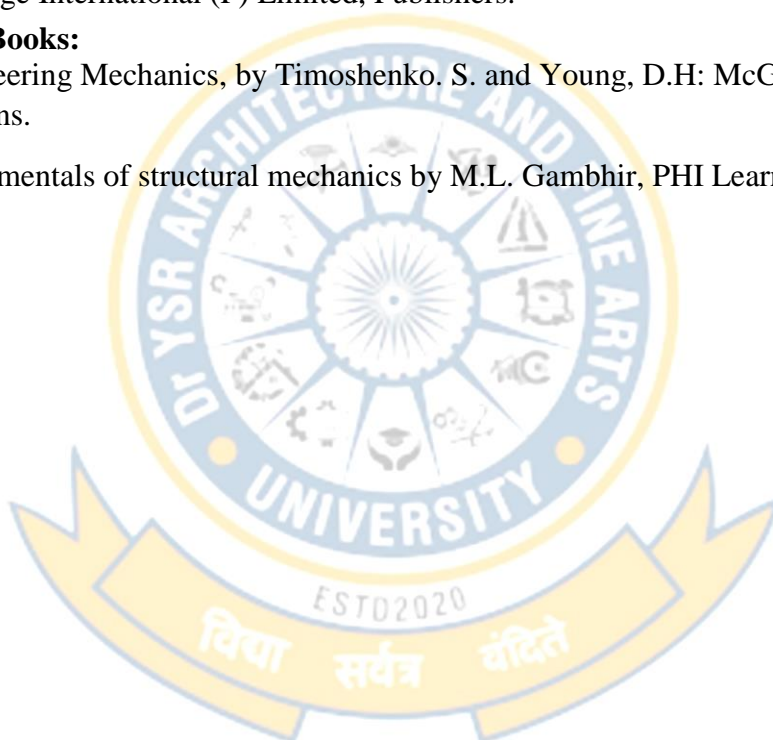 ge International (P) Limited, Publishers.
Books:
eering Mechanics, by Timoshenko. S. and Young, D.H: McG
ns.
mentals of structural mechanics by M.L. Gambhir, PHI Learn
Dr YSR ARCHITECTURE AND FINE ARTS
UNIVERSITY
ESTD2020
विद्या सर्वत्र वंदिते